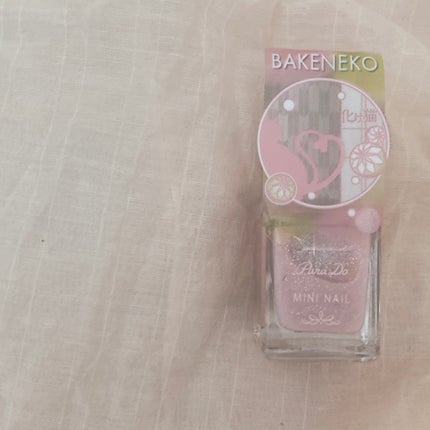 BAKENEKO
化け猫
Para Do
MINI NAIL